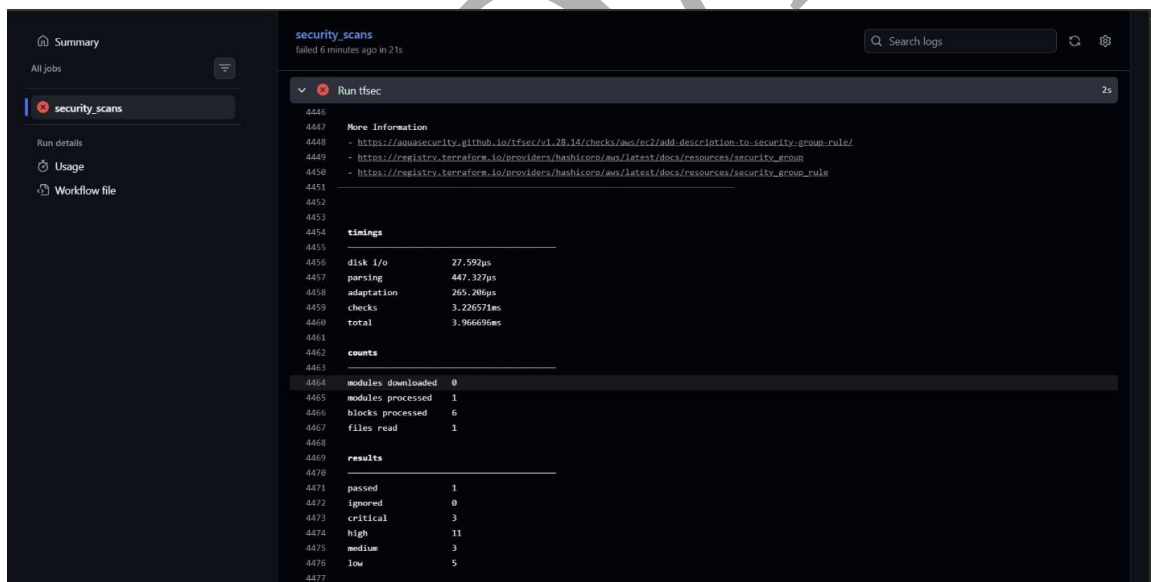 Summary
All jobs
security_scans
Run details
Usage
Workflow file
security_scans
failed 6 minutes ago in 21s
Search logs
Run tfsec
2s
4446
4447 More Information
4448 - https://aquasecurity.github.io/tfsec/v1.28.14/checks/aws/ec2/add-description-to-security-group-rule/
4449 - https://registry.terraform.io/providers/hashicorp/aws/latest/docs/resources/security_group
4450 - https://registry.terraform.io/providers/hashicorp/aws/latest/docs/resources/security_group_rule
4451
4452
4453
4454 timings
4455
4456 disk i/o 27.592µs
4457 parsing 447.327µs
4458 adaptation 265.206µs
4459 checks 3.226571ms
4460 total 3.966696ms
4461
4462 counts
4463
4464 modules downloaded 0
4465 modules processed 1
4466 blocks processed 6
4467 files read 1
4468
4469 results
4470
4471 passed 1
4472 ignored 0
4473 critical 3
4474 high 11
4475 medium 3
4476 low 5
4477